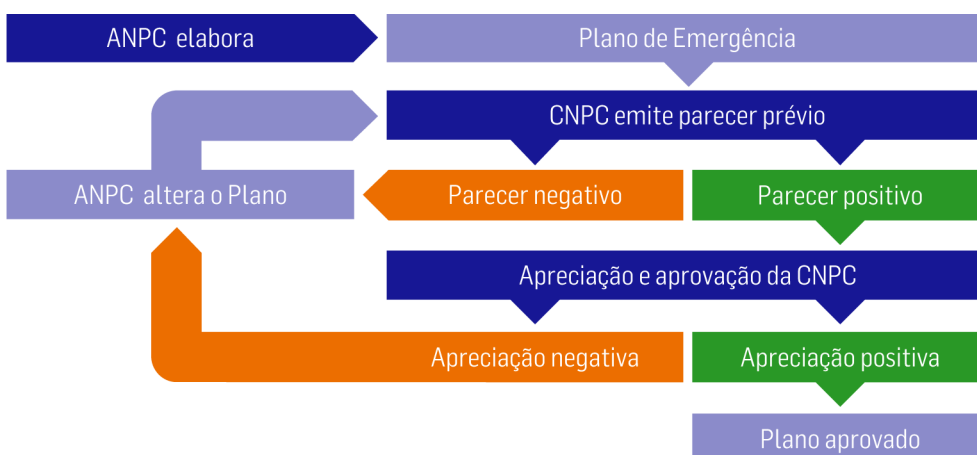 ANPC elabora
Plano de Emergência
CNPC emite parecer prévio
ANPC altera o Plano
Parecer negativo
Parecer positivo
Apreciação e aprovação da CNPC
Apreciação negativa
Apreciação positiva
Plano aprovado